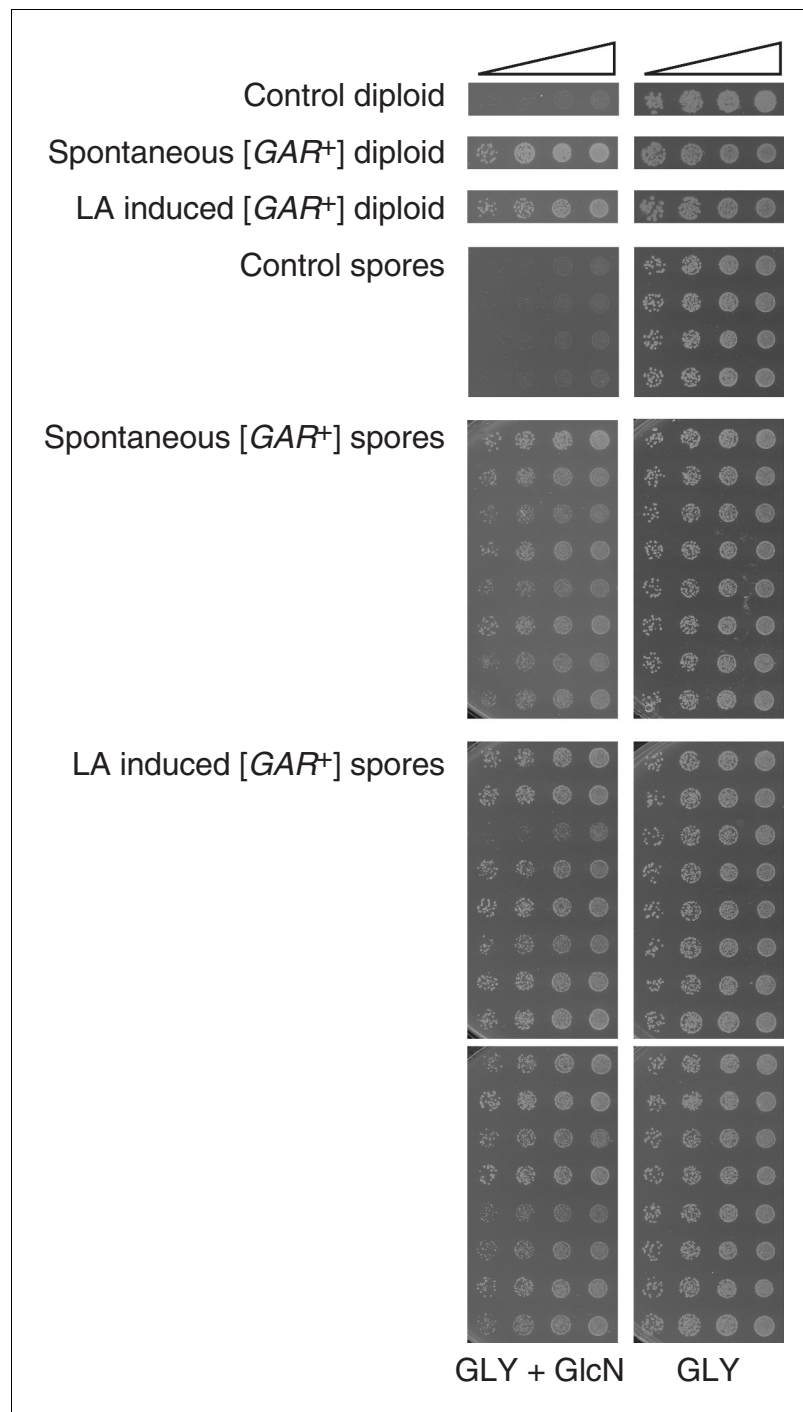 Control diploid
Spontaneous [GAR+] diploid
LA induced [GAR+] diploid
Control spores
Spontaneous [GAR+] spores
LA induced [GAR+] spores
GLY + GlcN GLY